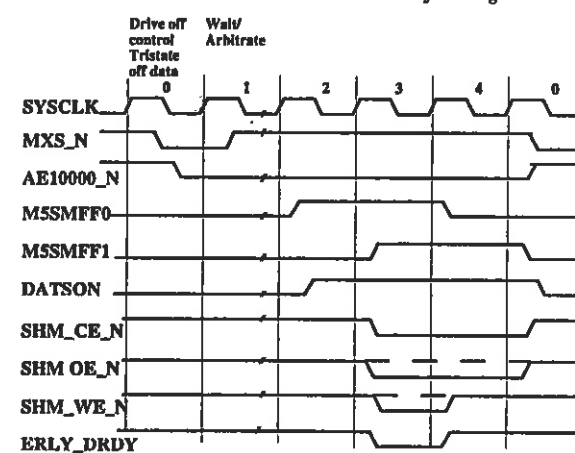 Drive off
control
Tristate
off data
Wait/
Arbitrate
0 1 2 3 4 0
SYSCLK
MXS_N
AE10000_N
M5SMFF0
M5SMFF1
DATSON
SHM_CE_N
SHM OE_N
SHM_WE_N
ERLY_DRDY